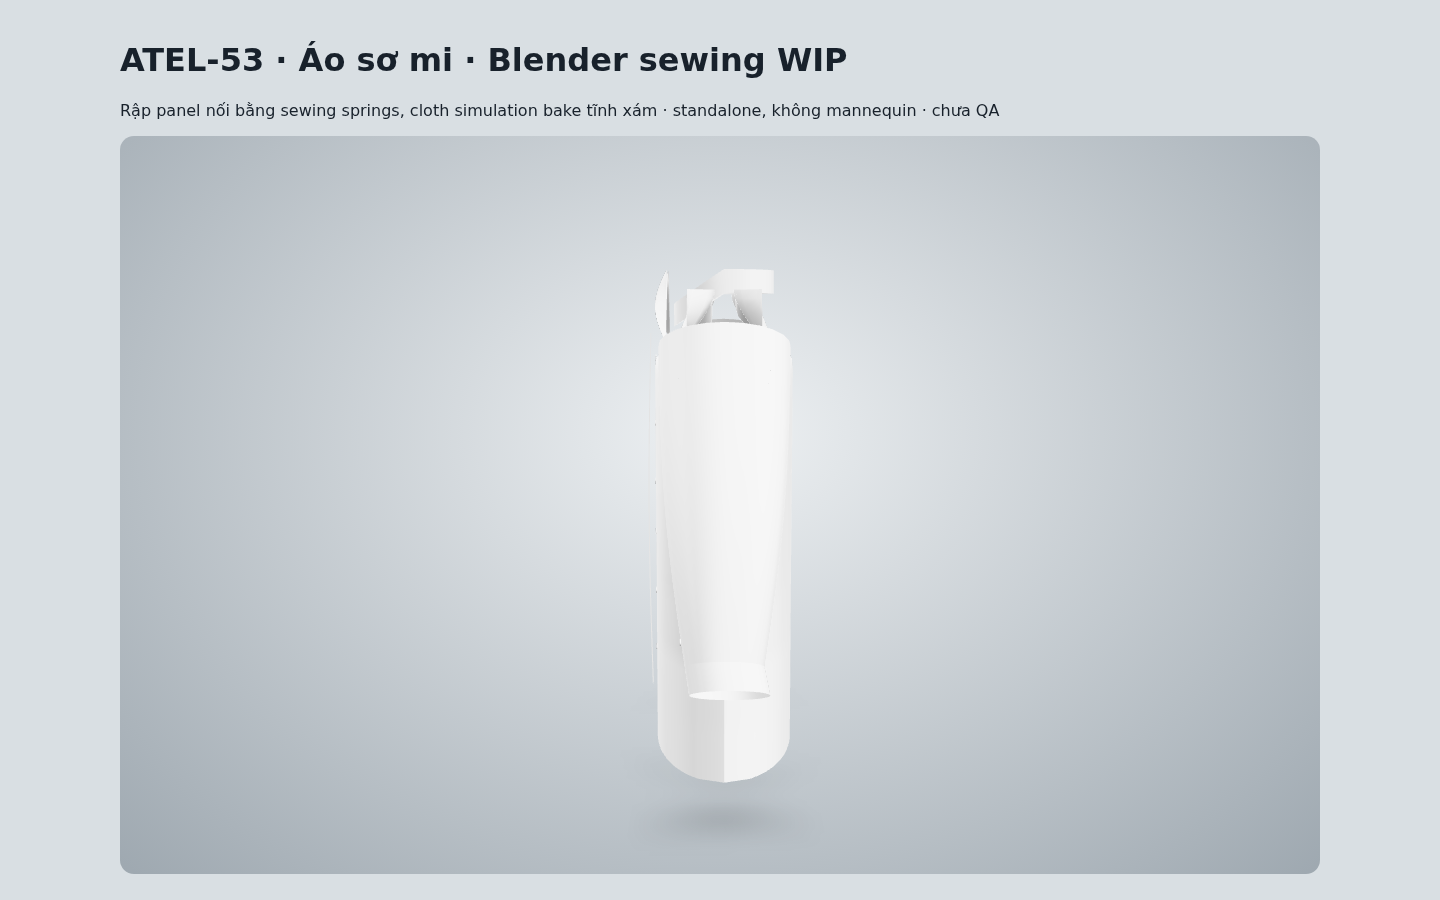 ATEL-53 · Áo sơ mi · Blender sewing WIP
Rập panel nối bằng sewing springs, cloth simulation bake tĩn xám · standalone, không mannequin · chưa QA